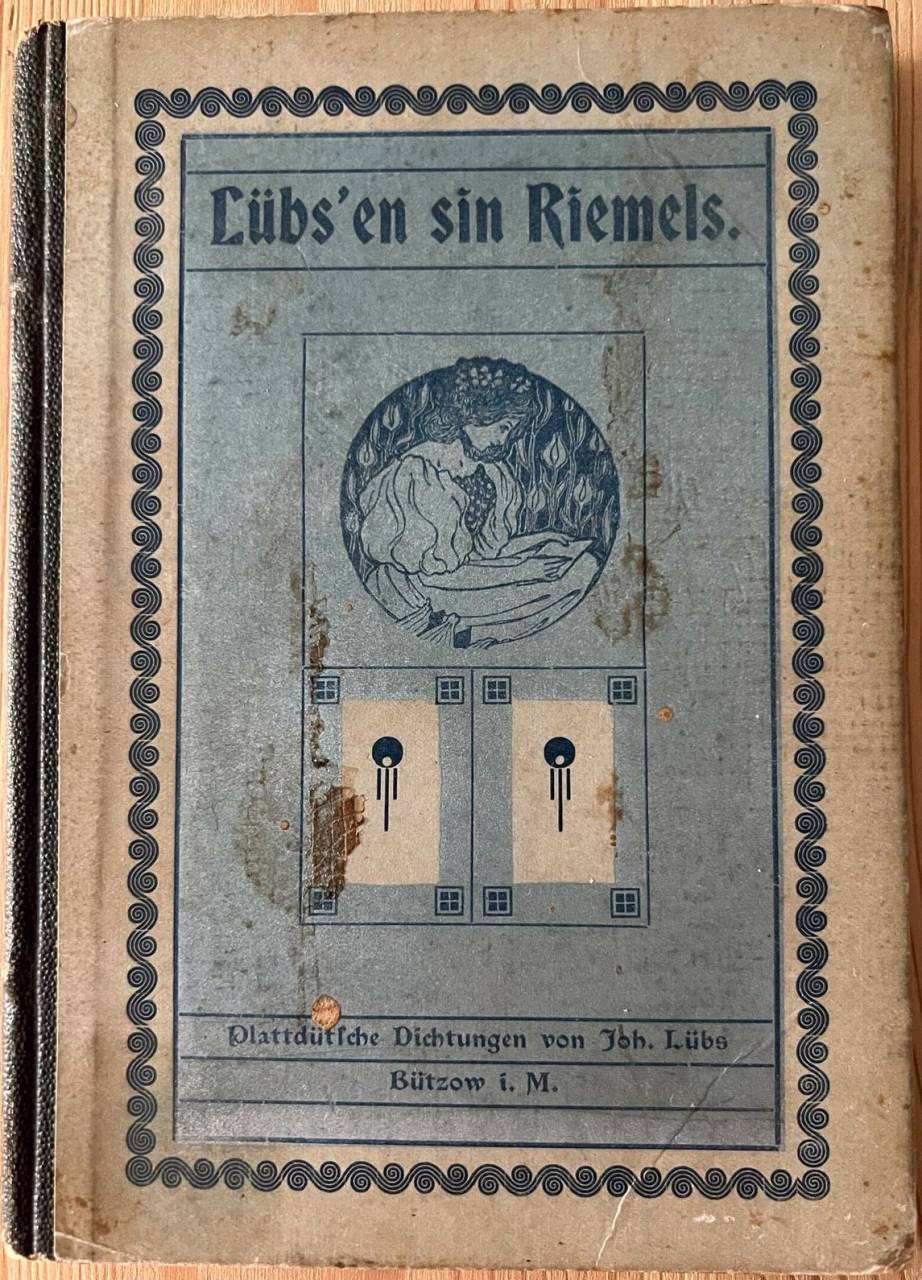 Lübs'en sin Riemels.
Plattdütsche Dichtungen von Joh. Lübs
Bützow i. M.